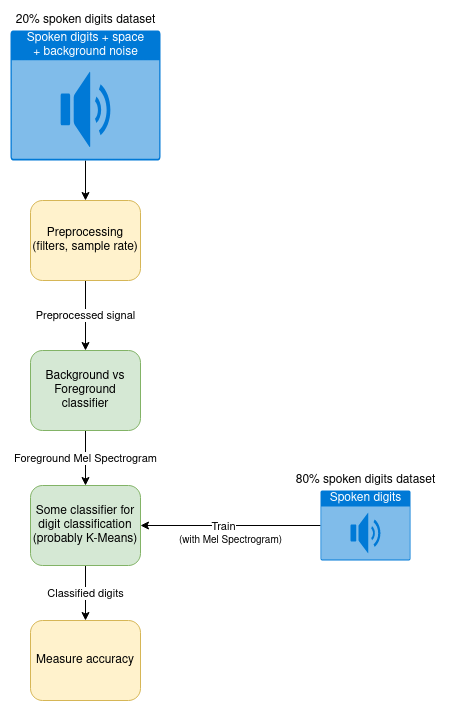 20% spoken digits dataset
Spoken digits + space
+ background noise
Preprocessing
(filters, sample rate)
Preprocessed signal
Background vs
Foreground
classifier
Foreground Mel Spectrogram
80% spoken digits dataset
Spoken digits
Some classifier for
digit classification
(probably K-Means)
Train
(with Mel Spectrogram)
Classified digits
Measure accuracy